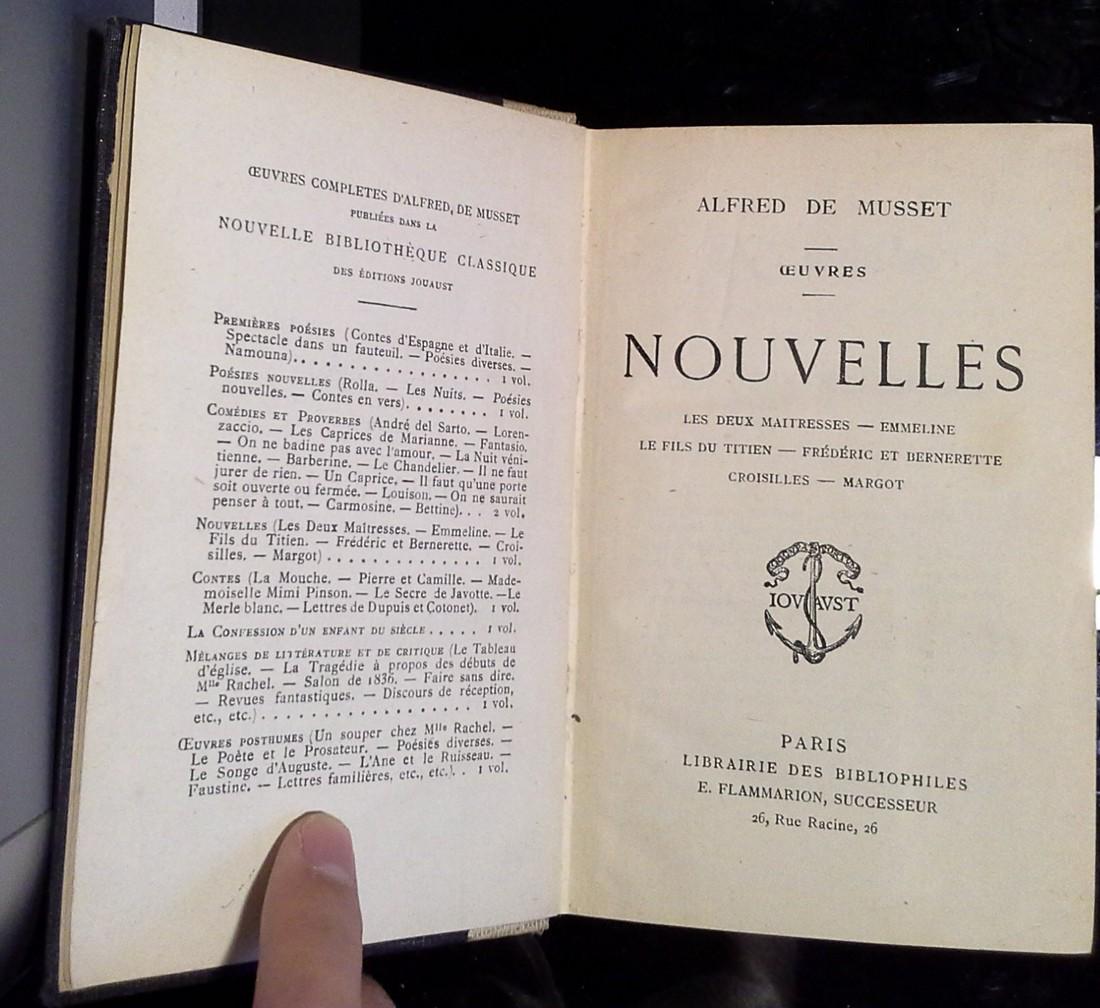 ŒUVRES COMPLETES D'ALFRED, DE MUSSET
PUBLIÉES DANS LA
NOUVELLE BIBLIOTHÈQUE CLASSIQUE
DES ÉDITIONS JOUAUST
PREMIÈRES POÉSIES (Contes d'Espagne et d'Italie. —
Spectacle dans un fauteuil. — Poésies diverses. —
Namouna). . . . . . . . . . . . . . . . . . 1 vol.
POÉSIES NOUVELLES (Rolla. — Les Nuits. — Poésies
nouvelles. — Contes en vers). . . . . . . . 1 vol.
COMÉDIES ET PROVERBES (André del Sarto. — Loren-
zaccio. — Les Caprices de Marianne. — Fantasio.
— On ne badine pas avec l'amour. — La Nuit véni-
tienne. — Barberine. — Le Chandelier. — Il ne faut
jurer de rien. — Un Caprice. — Il faut qu'une porte
soit ouverte ou fermée. — Louison. — On ne saurait
penser à tout. — Carmosine. — Bettine). . . 2 vol.
NOUVELLES (Les Deux Maîtresses. — Emmeline. — Le
Fils du Titien. — Frédéric et Bernerette. — Croi-
silles. — Margot) . . . . . . . . . . . . . . 1 vol.
CONTES (La Mouche. — Pierre et Camille. — Made-
moiselle Mimi Pinson. — Le Secre de Javotte. —Le
Merle blanc. — Lettres de Dupuis et Cotonet). 1 vol.
LA CONFESSION D'UN ENFANT DU SIÈCLE . . . . . 1 vol.
MÉLANGES DE LITTÉRATURE ET DE CRITIQUE (Le Tableau
d'église. — La Tragédie à propos des débuts de
Mlle Rachel. — Salon de 1836. — Faire sans dire.
— Revues fantastiques. — Discours de réception,
etc., etc.) . . . . . . . . . . . . . . . . . . 1 vol.
ŒUVRES POSTHUMES (Un souper chez Mlle Rachel. —
Le Poète et le Prosateur. — Poésies diverses. —
Le Songe d'Auguste. — L'Ane et le Ruisseau. —
Faustine. — Lettres familières, etc., etc.). . 1 vol.
ALFRED DE MUSSET
ŒUVRES
NOUVELLES
LES DEUX MAITRESSES — EMMELINE
LE FILS DU TITIEN — FRÉDÉRIC ET BERNERETTE
CROISILLES — MARGOT
IOVAVST
PARIS
LIBRAIRIE DES BIBLIOPHILES
E. FLAMMARION, SUCCESSEUR
26, Rue Racine, 26